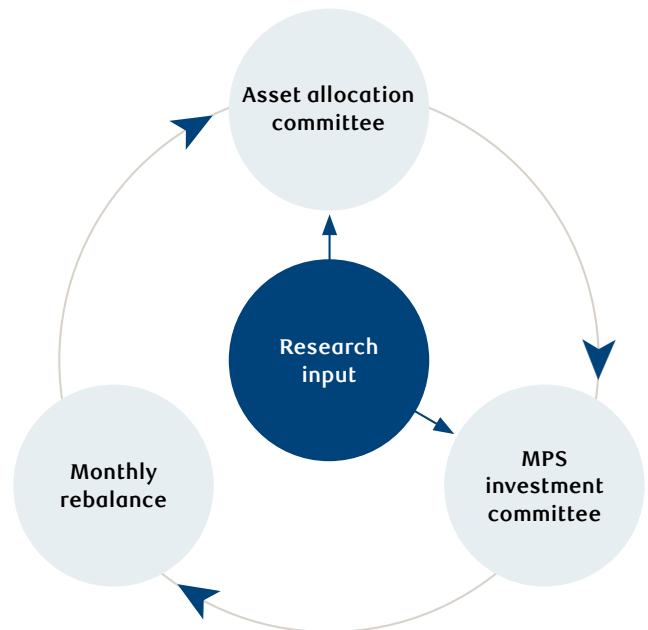 Asset allocation
committee
Research
input
Monthly
rebalance
MPS
investment
committee